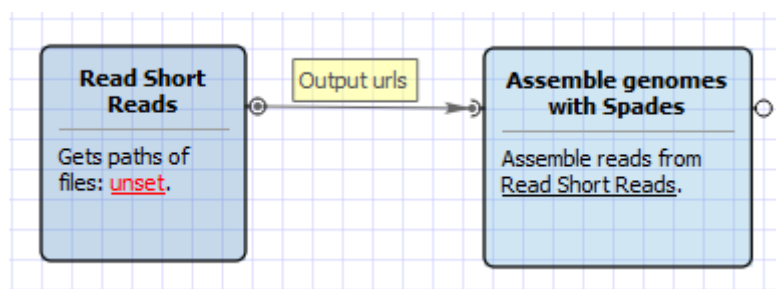 Read Short
Reads
Gets paths of
files: unset.
Output urls
Assemble genomes
with Spades
Assemble reads from
Read Short Reads.